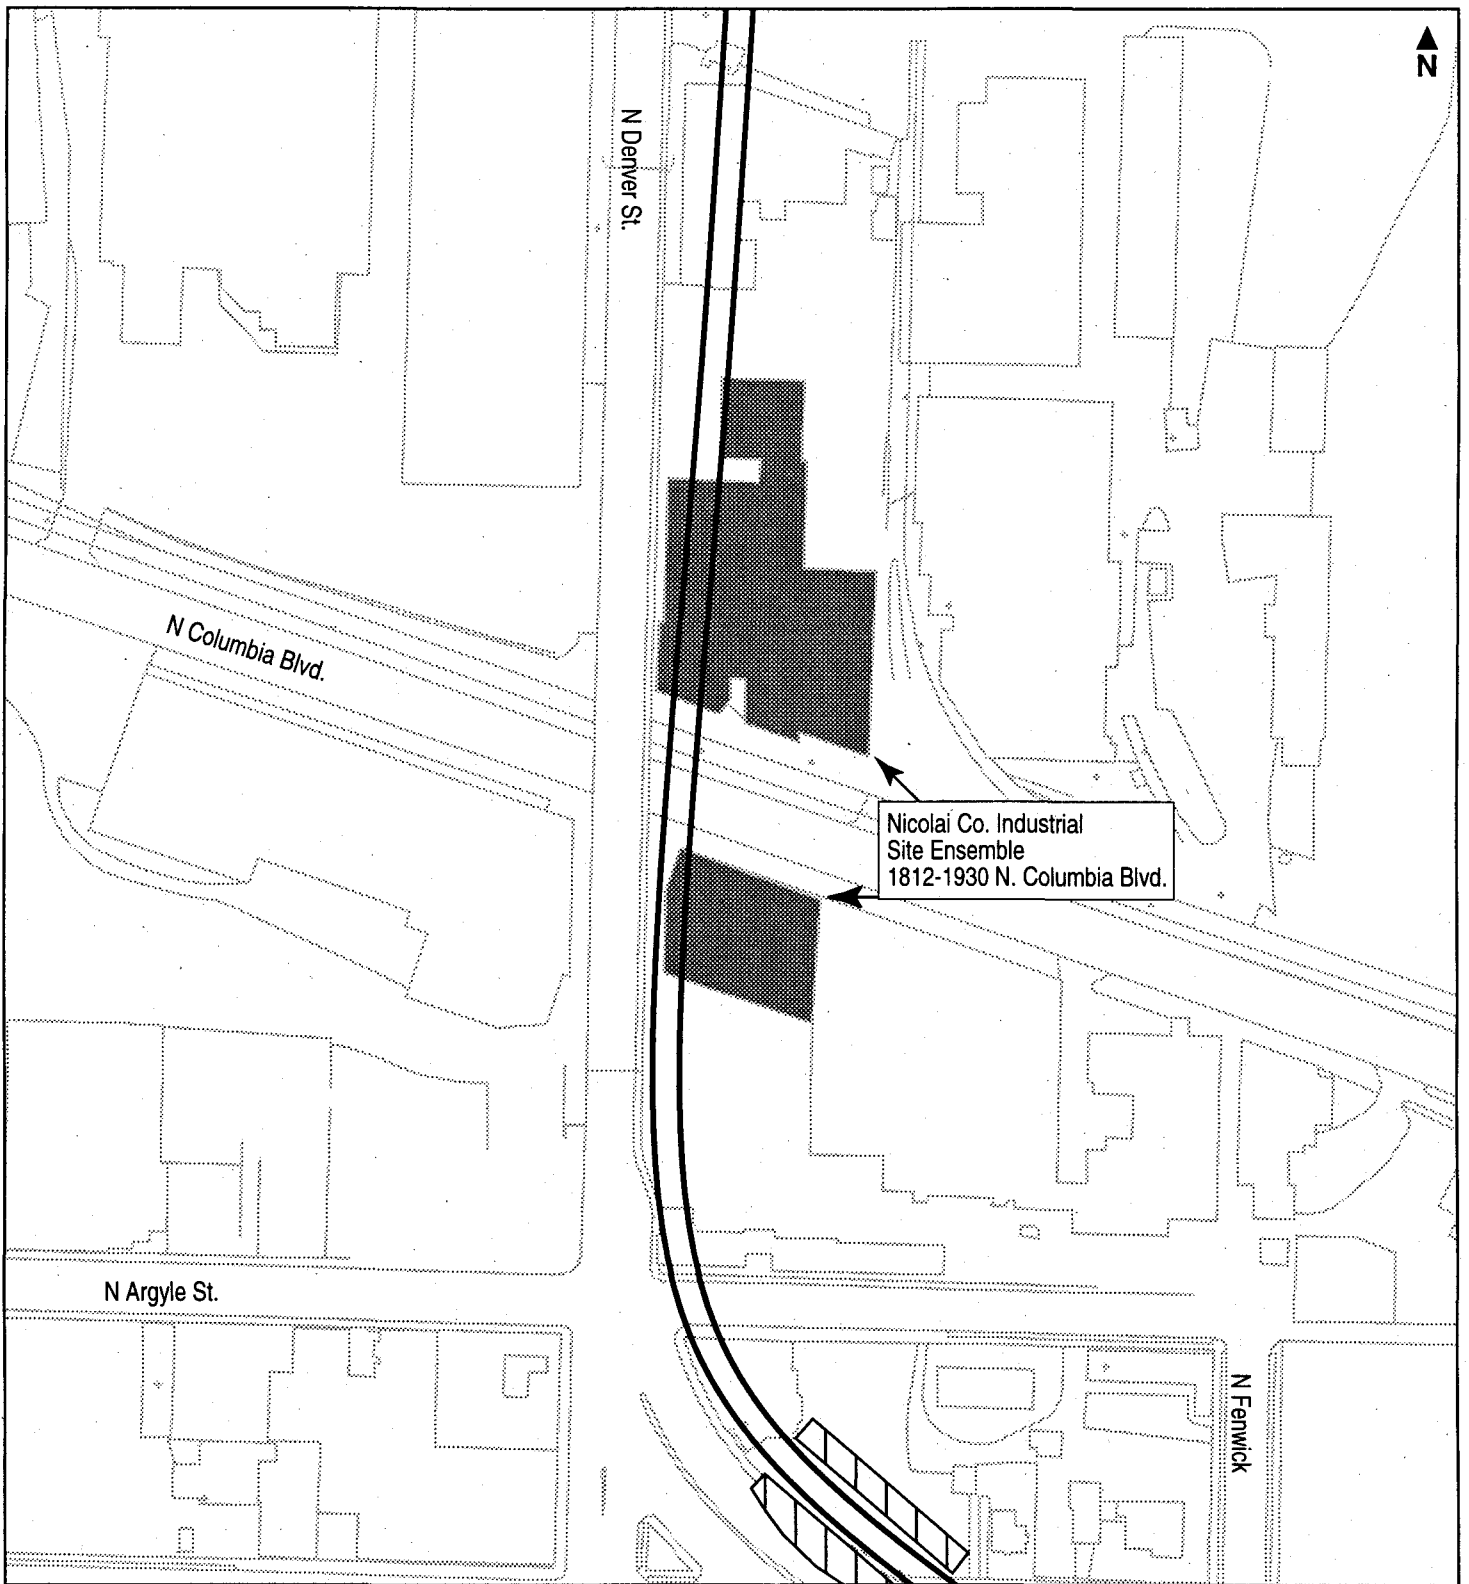 N
N Denver St.
N Columbia Blvd.
Nicolai Co. Industrial
Site Ensemble
1812-1930 N. Columbia Blvd.
N Argyle St.
N Fenwick